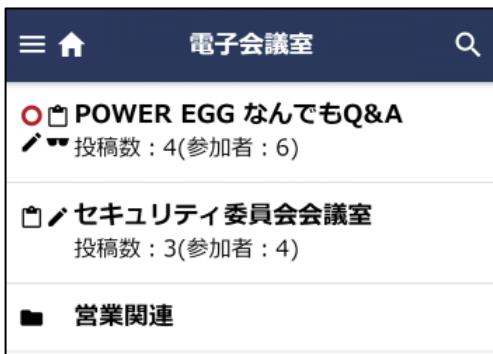 電子会議室
POWER EGG なんでもQ&A
投稿数：4(参加者：6)
セキュリティ委員会会議室
投稿数：3(参加者：4)
営業関連